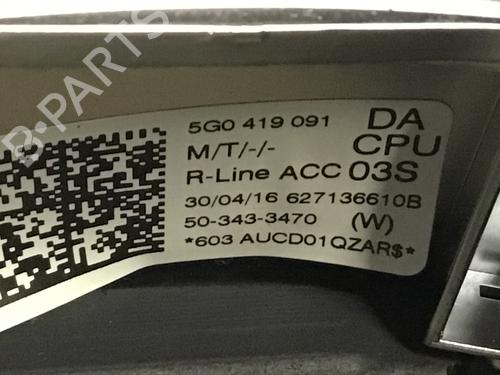 B-PARTS
5G0 419 091 DA
M/T/-/- CPU
R-Line ACC 03S
30/04/16 627136610B
50-343-3470 (W)
*603 AUCD01QZAR$*